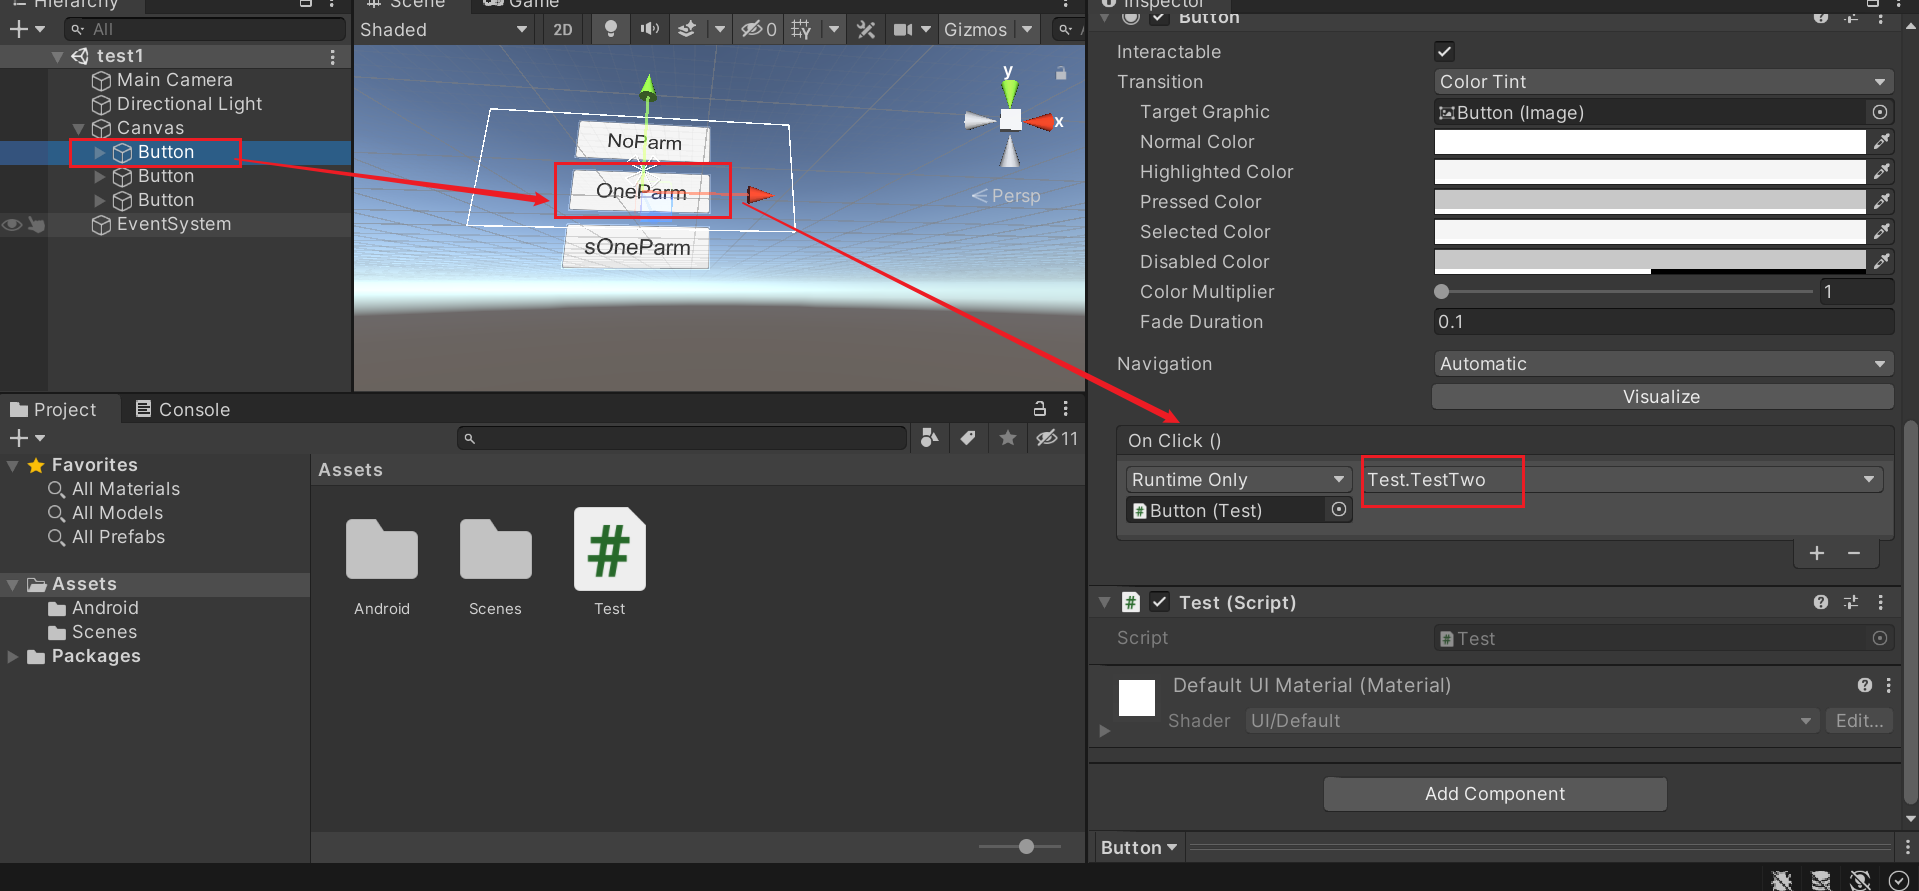 Hierarchy
All
test1
Main Camera
Directional Light
Canvas
Button
Button
Button
EventSystem
Scene
Game
Shaded
2D
0
Gizmos
y
x
Persp
NoParm
OneParm
sOneParm
Project
Console
11
Favorites
All Materials
All Models
All Prefabs
Assets
Android
Scenes
Packages
Assets
Android
Scenes
#
Test
Inspector
Button
Interactable
Transition
Color Tint
Target Graphic
Button (Image)
Normal Color
Highlighted Color
Pressed Color
Selected Color
Disabled Color
Color Multiplier
1
Fade Duration
0.1
Navigation
Automatic
Visualize
On Click ()
Runtime Only
Test.TestTwo
# Button (Test)
# Test (Script)
Script
# Test
Default UI Material (Material)
Shader
UI/Default
Edit...
Add Component
Button